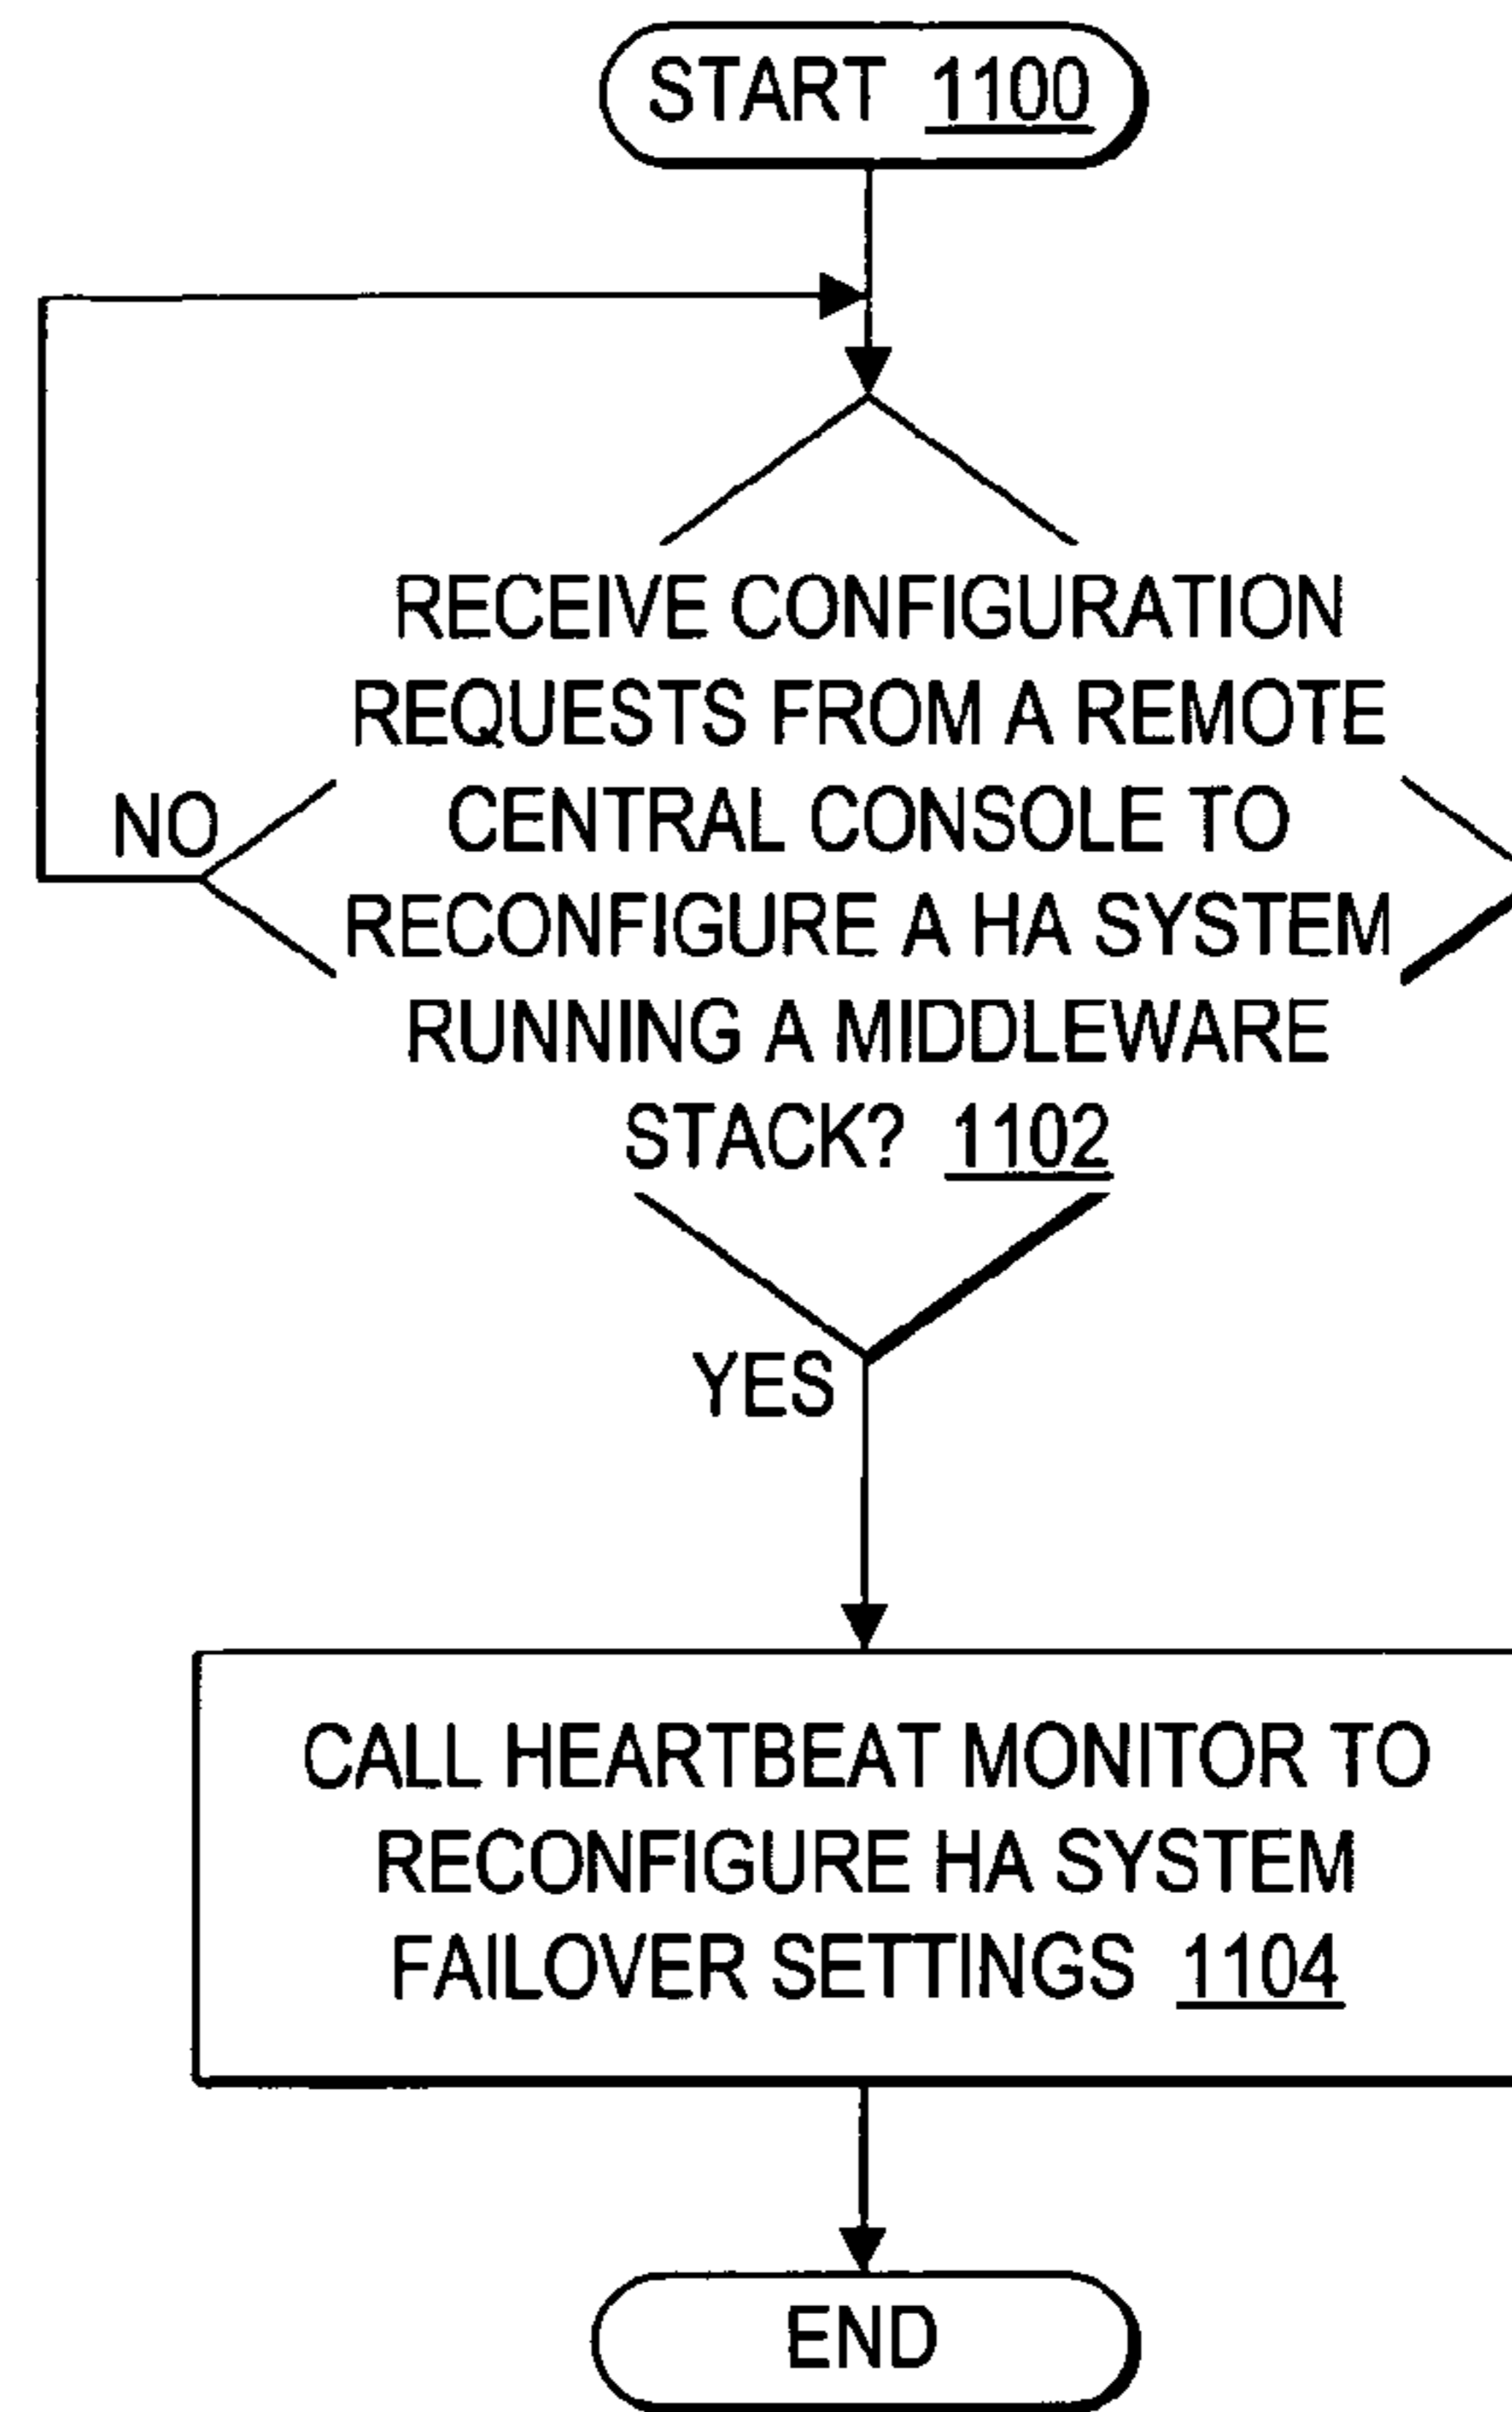 START 1100
RECEIVE CONFIGURATION
REQUESTS FROM A REMOTE
CENTRAL CONSOLE TO
NO
RECONFIGURE A HA SYSTEM
RUNNING A MIDDLEWARE
STACK? 1102
YES
CALL HEARTBEAT MONITOR TO
RECONFIGURE HA SYSTEM
FAILOVER SETTINGS 1104
END